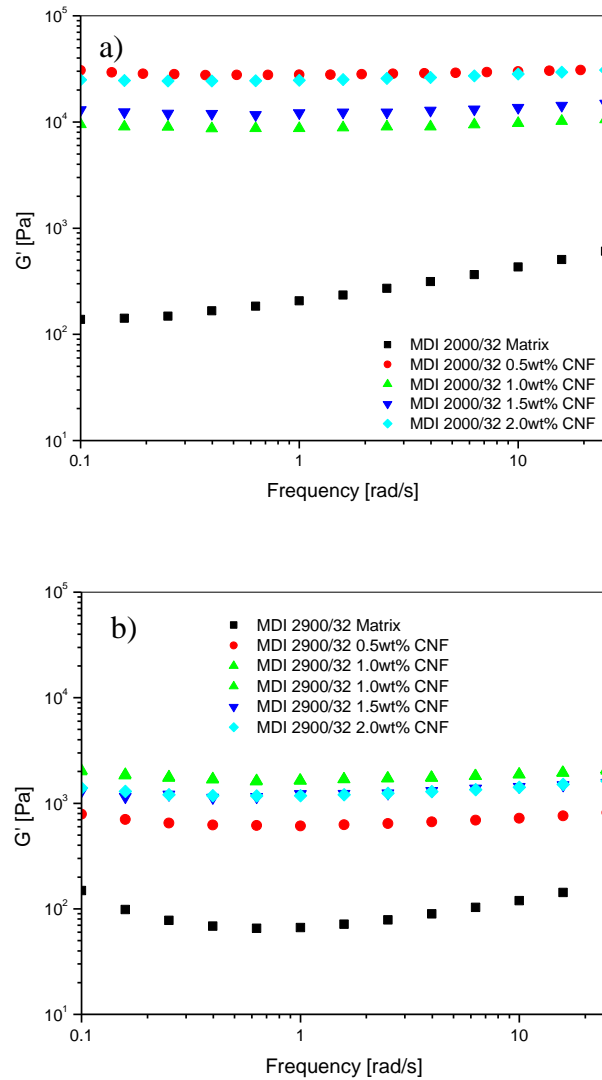 a)
10^5
10^4
10^3
10^2
10^1
G' [Pa]
MDI 2000/32 Matrix
MDI 2000/32 0.5wt% CNF
MDI 2000/32 1.0wt% CNF
MDI 2000/32 1.5wt% CNF
MDI 2000/32 2.0wt% CNF
0.1 1 10
Frequency [rad/s]
b)
10^5
10^4
10^3
10^2
10^1
G' [Pa]
MDI 2900/32 Matrix
MDI 2900/32 0.5wt% CNF
MDI 2900/32 1.0wt% CNF
MDI 2900/32 1.0wt% CNF
MDI 2900/32 1.5wt% CNF
MDI 2900/32 2.0wt% CNF
0.1 1 10
Frequency [rad/s]